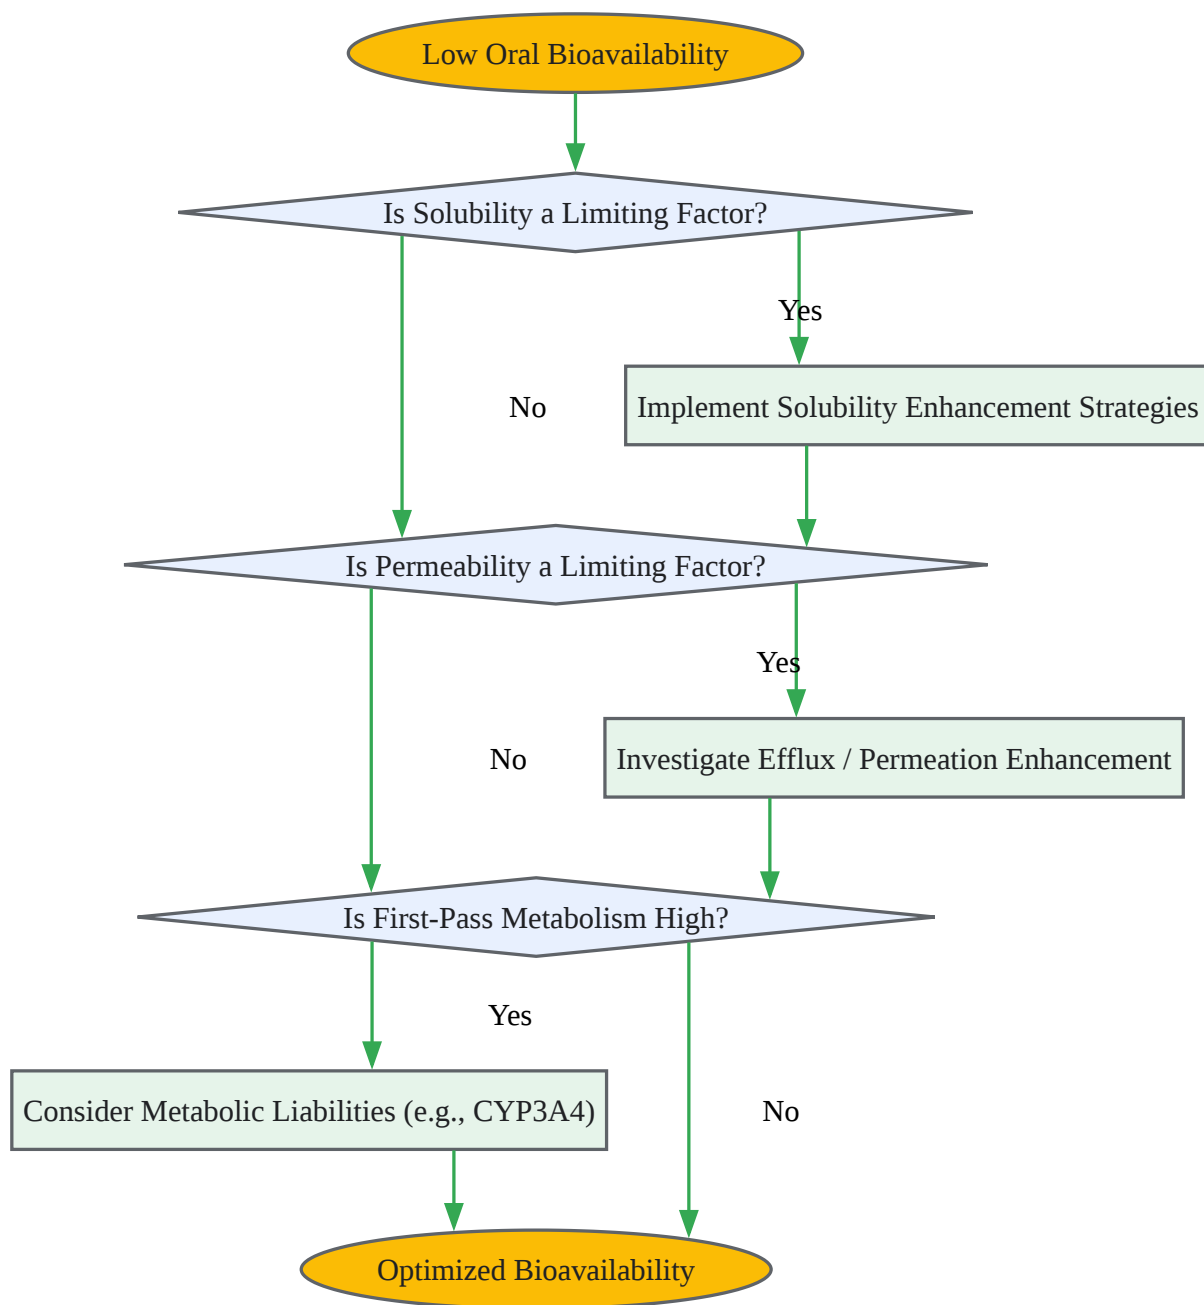 Low Oral Bioavailability
Is Solubility a Limiting Factor?
Yes
No
Implement Solubility Enhancement Strategies
Is Permeability a Limiting Factor?
Yes
No
Investigate Efflux / Permeation Enhancement
Is First-Pass Metabolism High?
Yes
Consider Metabolic Liabilities (e.g., CYP3A4)
No
Optimized Bioavailability